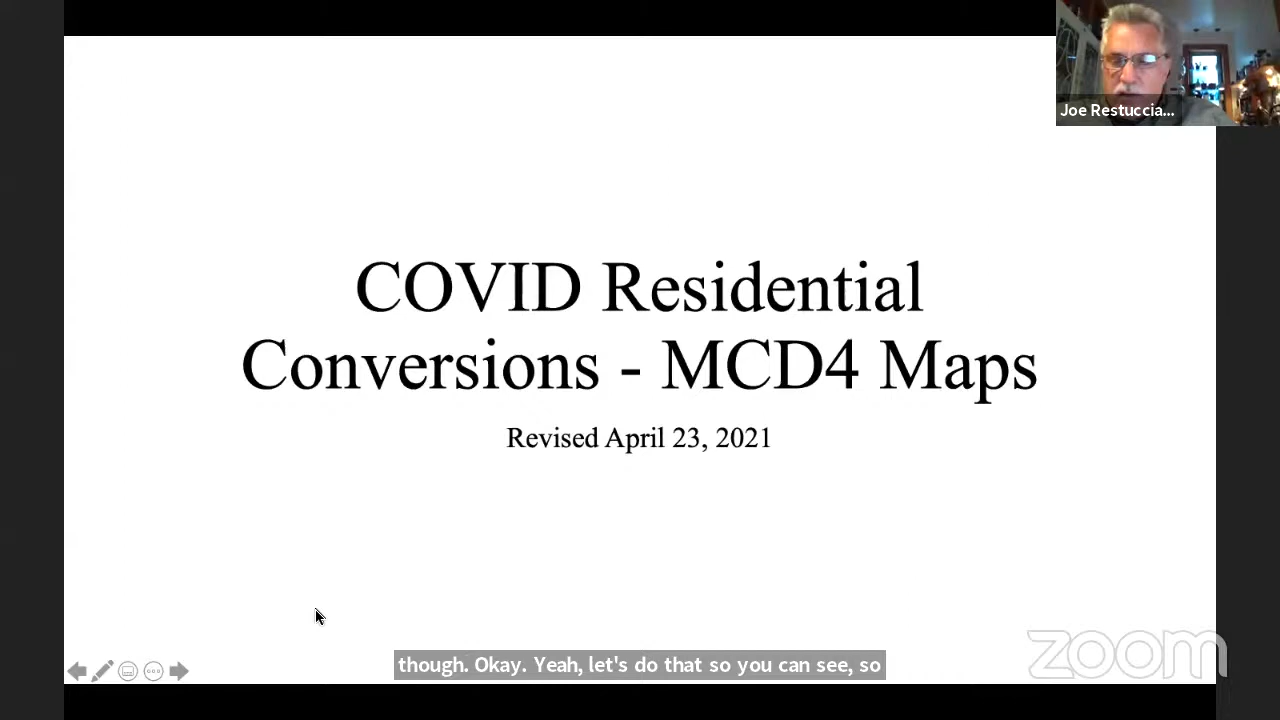 Joe Restuccia...
COVID Residential
Conversions - MCD4 Maps
Revised April 23, 2021
though. Okay. Yeah, let's do that so you can see, so
zoom